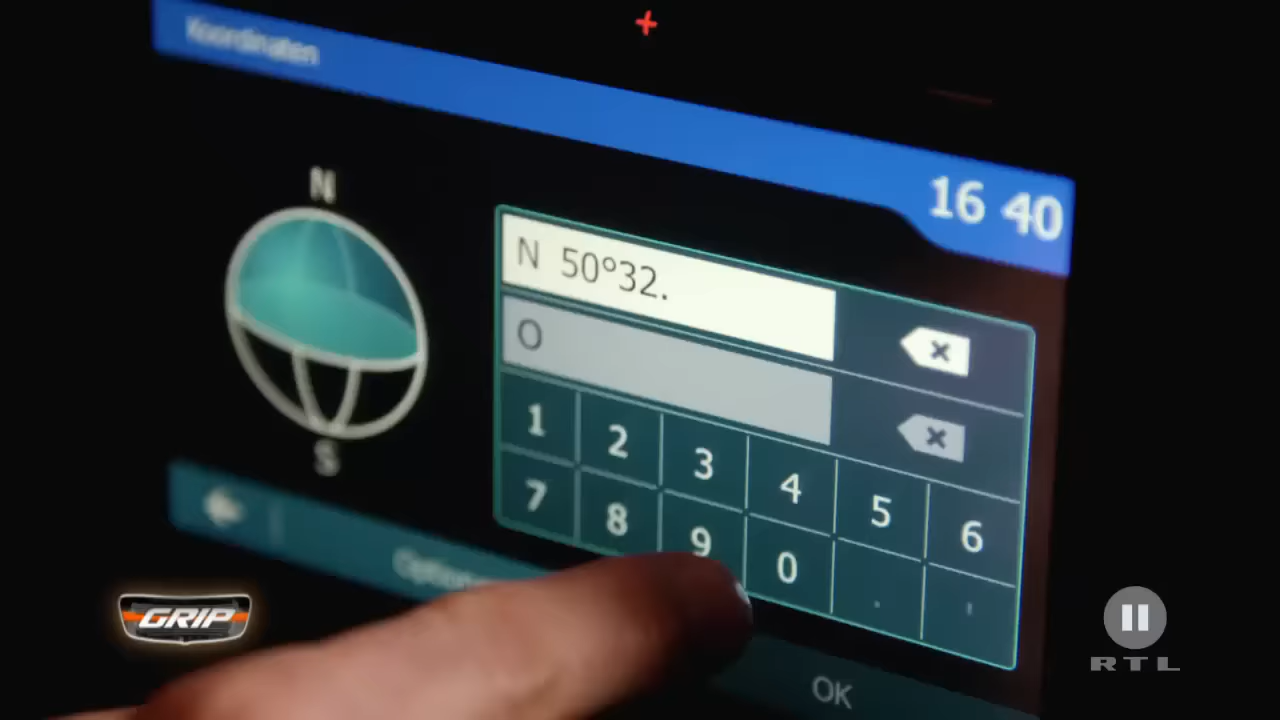 Koordinaten
16 40
N
S
N 50°32.
O
1 2 3 4 5 6
7 8 9 0 . '
OK
GRIP
RTL